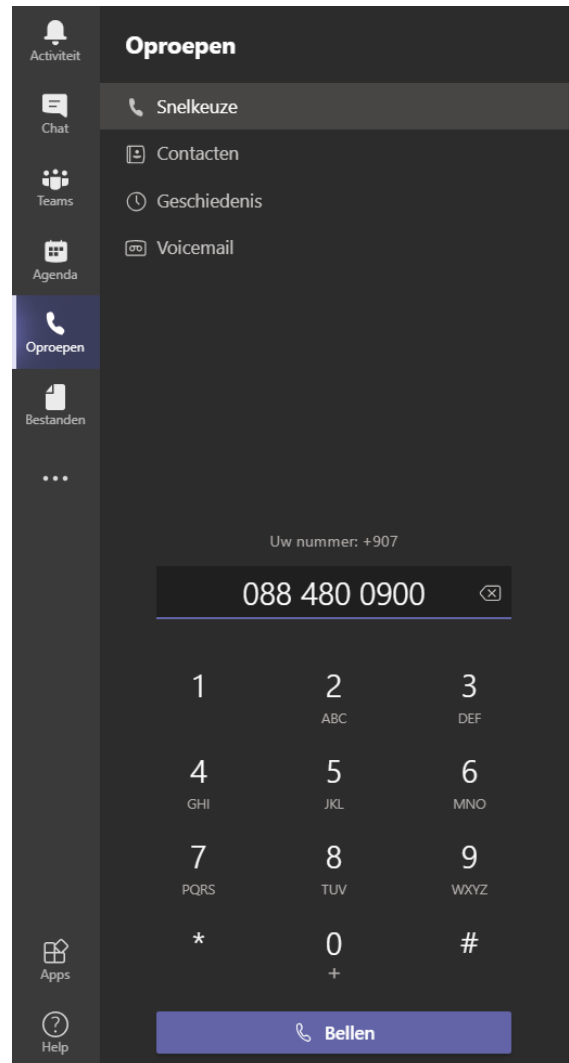 Activiteit
Chat
Teams
Agenda
Oproepen
Bestanden
...
Apps
Help
Oproepen
Snelkeuze
Contacten
Geschiedenis
Voicemail
Uw nummer: +907
088 480 0900
1 2 3
ABC DEF
4 5 6
GHI JKL MNO
7 8 9
PQRS TUV WXYZ
* 0 #
+
Bellen